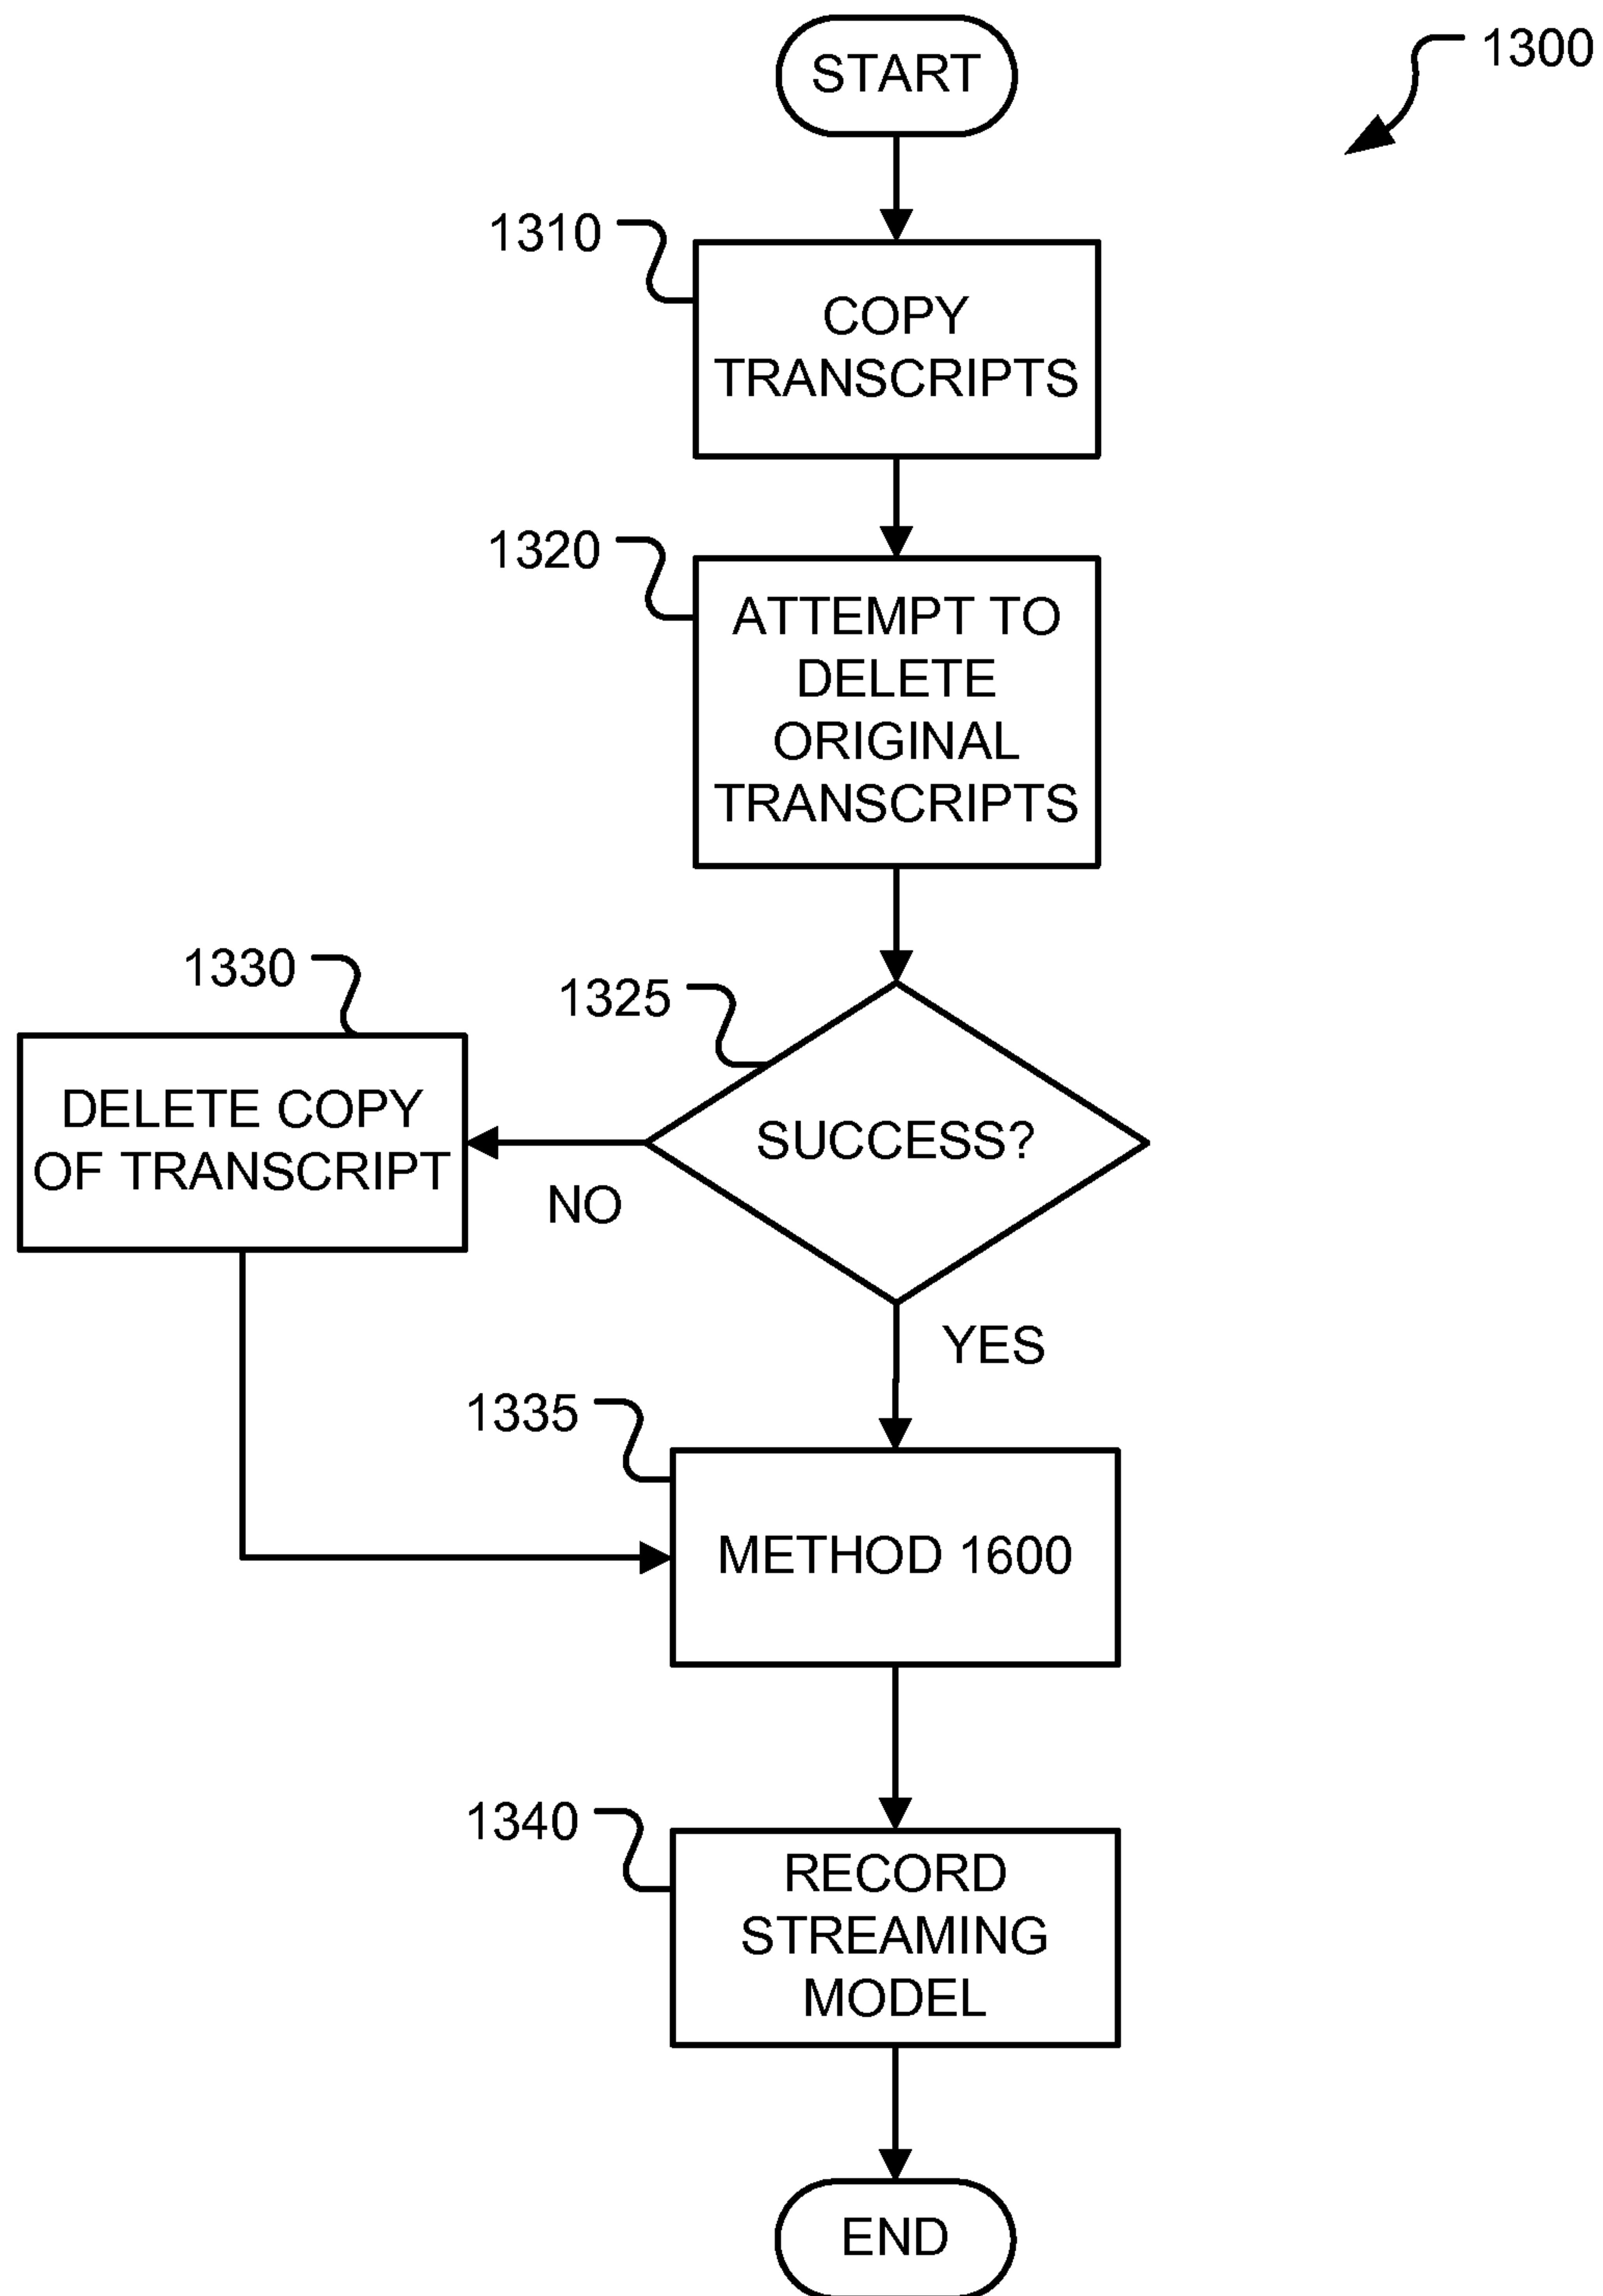 START
1300
1310
COPY
TRANSCRIPTS
1320
ATTEMPT TO
DELETE
ORIGINAL
TRANSCRIPTS
1330
1325
DELETE COPY
OF TRANSCRIPT
SUCCESS?
NO
YES
1335
METHOD 1600
1340
RECORD
STREAMING
MODEL
END